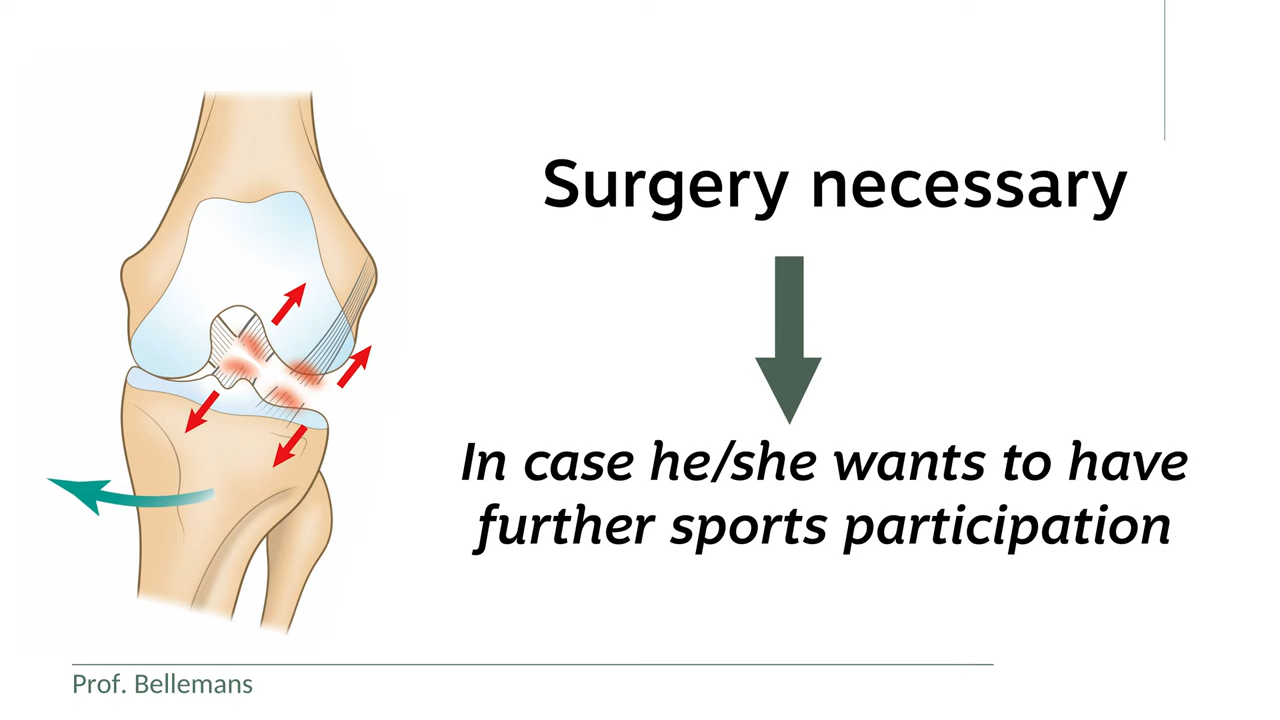 Surgery necessary
In case he/she wants to have
further sports participation
Prof. Bellemans